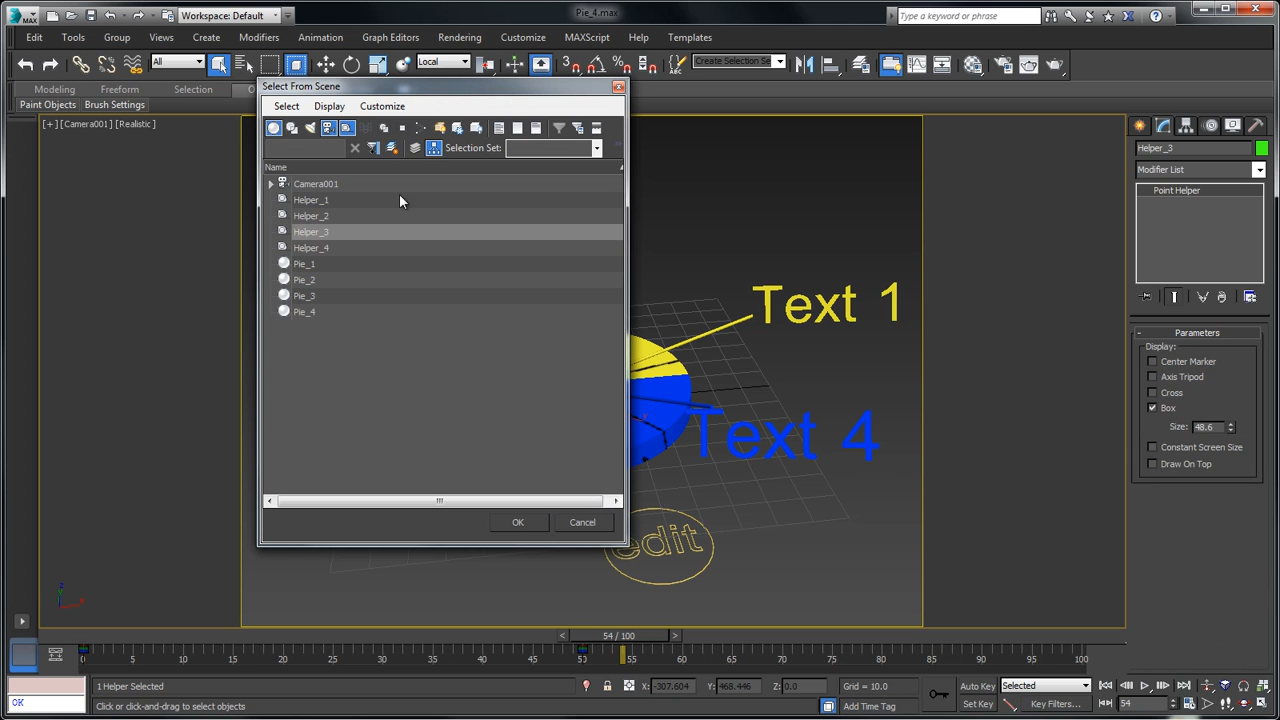 MAX
Workspace: Default
Pie_4.max
Type a keyword or phrase
Edit Tools Group Views Create Modifiers Animation Graph Editors Rendering Customize MAXScript Help Templates
All
Local
Create Selection Se
Modeling Freeform Selection
Paint Objects Brush Settings
[+] [Camera001] [Realistic]
Select From Scene
Select Display Customize
Selection Set:
Name
Camera001
Helper_1
Helper_2
Helper_3
Helper_4
Pie_1
Pie_2
Pie_3
Pie_4
OK Cancel
Text 1
Text 4
edit
z
x
Helper_3
Modifier List
Point Helper
Parameters
Display:
Center Marker
Axis Tripod
Cross
Box
Size: 48.6
Constant Screen Size
Draw On Top
< 54 / 100 >
0 5 10 15 20 25 30 35 40 45 50 55 60 65 70 75 80 85 90 95 100
OK
1 Helper Selected
Click or click-and-drag to select objects
X: -307.604 Y: 468.446 Z: 0.0 Grid = 10.0
Add Time Tag
Auto Key Selected
Set Key Key Filters... 54